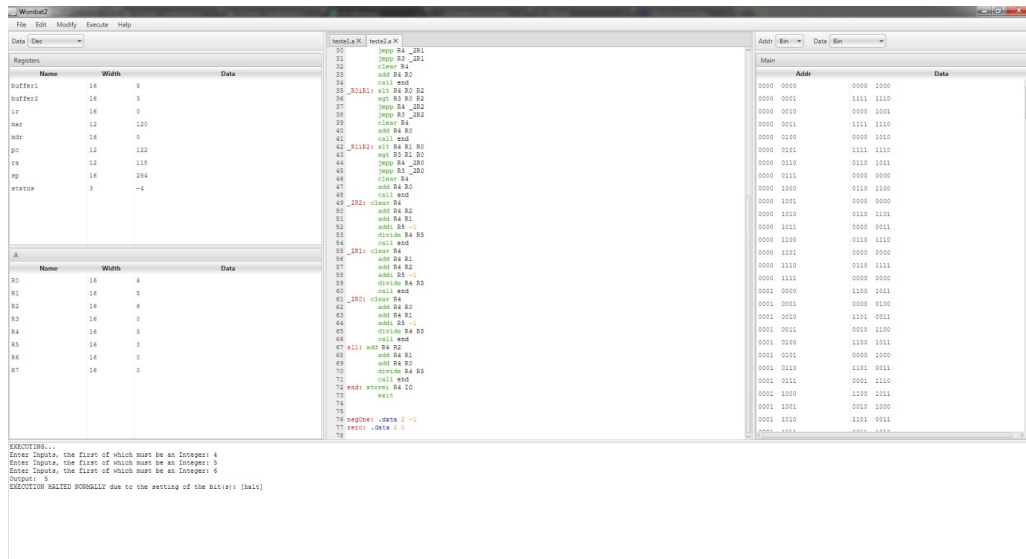 Wombat2
File Edit Modify Execute Help
Data Dec
Registers
Name Width Data
buffer1 16 5
buffer2 16 3
ir 16 0
mar 12 120
mdr 16 0
pc 12 122
ra 12 118
sp 16 254
status 3 -4
A
Name Width Data
R0 16 4
R1 16 5
R2 16 6
R3 16 0
R4 16 5
R5 16 3
R6 16 0
R7 16 0
teste1.a X teste2.a X
30 jmpp R4 _2R1
31 jmpp R3 _2R1
32 clear R4
33 add R4 R0
34 call end
35 _R0iR1: slt R4 R0 R2
36 sgt R3 R0 R2
37 jmpp R4 _2R2
38 jmpp R3 _2R2
39 clear R4
40 add R4 R0
41 call end
42 _R1iR2: slt R4 R1 R0
43 sgt R3 R1 R0
44 jmpp R4 _2R0
45 jmpp R3 _2R0
46 clear R4
47 add R4 R0
48 call end
49 _2R2: clear R4
50 add R4 R2
51 add R4 R1
52 addi R5 -1
53 divide R4 R5
54 call end
55 _2R1: clear R4
56 add R4 R1
57 add R4 R2
58 addi R5 -1
59 divide R4 R5
60 call end
61 _2R0: clear R4
62 add R4 R0
63 add R4 R1
64 addi R5 -1
65 divide R4 R5
66 call end
67 all: add R4 R2
68 add R4 R1
69 add R4 R0
70 divide R4 R5
71 call end
72 end: storei R4 IO
73 exit
74
75
76 negOne: .data 2 -1
77 zero: .data 2 0
78
Addr Bin Data Bin
Main
Addr Data
0000 0000 0000 1000
0000 0001 1111 1110
0000 0010 0000 1001
0000 0011 1111 1110
0000 0100 0000 1010
0000 0101 1111 1110
0000 0110 0110 1011
0000 0111 0000 0000
0000 1000 0110 1100
0000 1001 0000 0000
0000 1010 0110 1101
0000 1011 0000 0011
0000 1100 0110 1110
0000 1101 0000 0000
0000 1110 0110 1111
0000 1111 0000 0000
0001 0000 1100 1011
0001 0001 0000 0100
0001 0010 1101 0011
0001 0011 0010 1100
0001 0100 1100 1011
0001 0101 0000 1000
0001 0110 1101 0011
0001 0111 0001 1110
0001 1000 1100 1011
0001 1001 0010 1000
0001 1010 1101 0011
EXECUTING...
Enter Inputs, the first of which must be an Integer: 4
Enter Inputs, the first of which must be an Integer: 5
Enter Inputs, the first of which must be an Integer: 6
Output: 5
EXECUTION HALTED NORMALLY due to the setting of the bit(s): [halt]